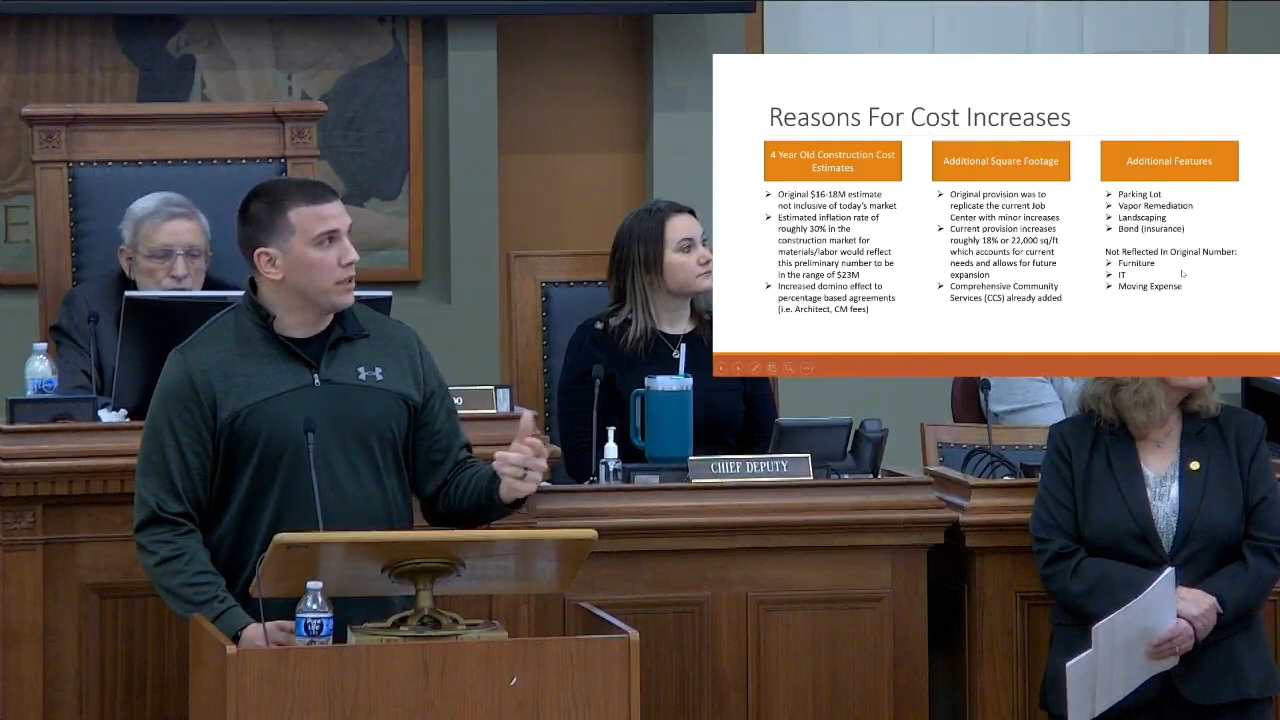 Reasons For Cost Increases
4 Year Old Construction Cost
Estimates
Original $16-18M estimate
not inclusive of today's market
Estimated inflation rate of
roughly 30% in the
construction market for
materials/labor would reflect
this preliminary number to be
in the range of $23M
Increased domino effect to
percentage based agreements
(i.e. Architect, CM fees)
Additional Square Footage
Original provision was to
replicate the current Job
Center with minor increases
Current provision increases
roughly 18% or 22,000 sq/ft
which accounts for current
needs and allows for future
expansion
Comprehensive Community
Services (CCS) already added
Additional Features
Parking Lot
Vapor Remediation
Landscaping
Bond (Insurance)
Not Reflected In Original Number:
Furniture
IT
Moving Expense
CHIEF DEPUTY
Pure
Life